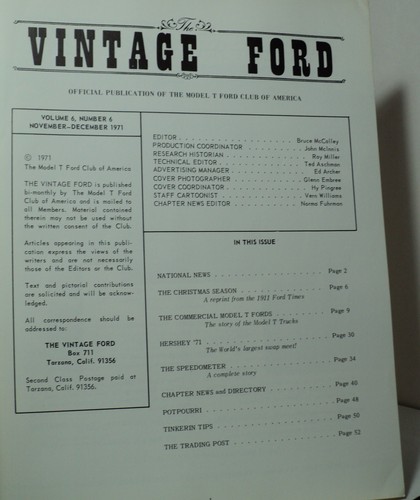 The
VINTAGE FORD
OFFICIAL PUBLICATION OF THE MODEL T FORD CLUB OF AMERICA
VOLUME 6, NUMBER 6
NOVEMBER-DECEMBER 1971
© 1971
The Model T Ford Club of America
THE VINTAGE FORD is published
bi-monthly by The Model T Ford
Club of America and is mailed to
all Members. Material contained
therein may not be used without
the written consent of the Club.
Articles appearing in this publi-
cation express the views of the
writers and are not necessarily
those of the Editors or the Club.
Text and pictorial contributions
are solicited and will be acknow-
ledged.
All correspondence should be
addressed to:
THE VINTAGE FORD
Box 711
Tarzana, Calif. 91356
Second Class Postage paid at
Tarzana, Calif. 91356.
EDITOR . . . . . . . . . . . . . . Bruce McCalley
PRODUCTION COORDINATOR . . . . . John McInnis
RESEARCH HISTORIAN . . . . . . . . Ray Miller
TECHNICAL EDITOR . . . . . . . . . Ted Aschman
ADVERTISING MANAGER . . . . . . . Ed Archer
COVER PHOTOGRAPHER . . . . . . . Glenn Embree
COVER COORDINATOR . . . . . . . . Hy Pingree
STAFF CARTOONIST . . . . . . . . . Vern Williams
CHAPTER NEWS EDITOR . . . . . . . Norma Fuhrman
IN THIS ISSUE
NATIONAL NEWS . . . . . . . . . . Page 2
THE CHRISTMAS SEASON . . . . . . . Page 6
A reprint from the 1911 Ford Times
THE COMMERCIAL MODEL T FORDS . . . . Page 9
The story of the Model T Trucks
HERSHEY '71 . . . . . . . . . . . Page 30
The World's largest swap meet!
THE SPEEDOMETER . . . . . . . . . Page 34
A complete story
CHAPTER NEWS and DIRECTORY . . . . . Page 40
POTPOURRI . . . . . . . . . . . . Page 48
TINKERIN TIPS . . . . . . . . . . Page 50
THE TRADING POST . . . . . . . . . Page 52